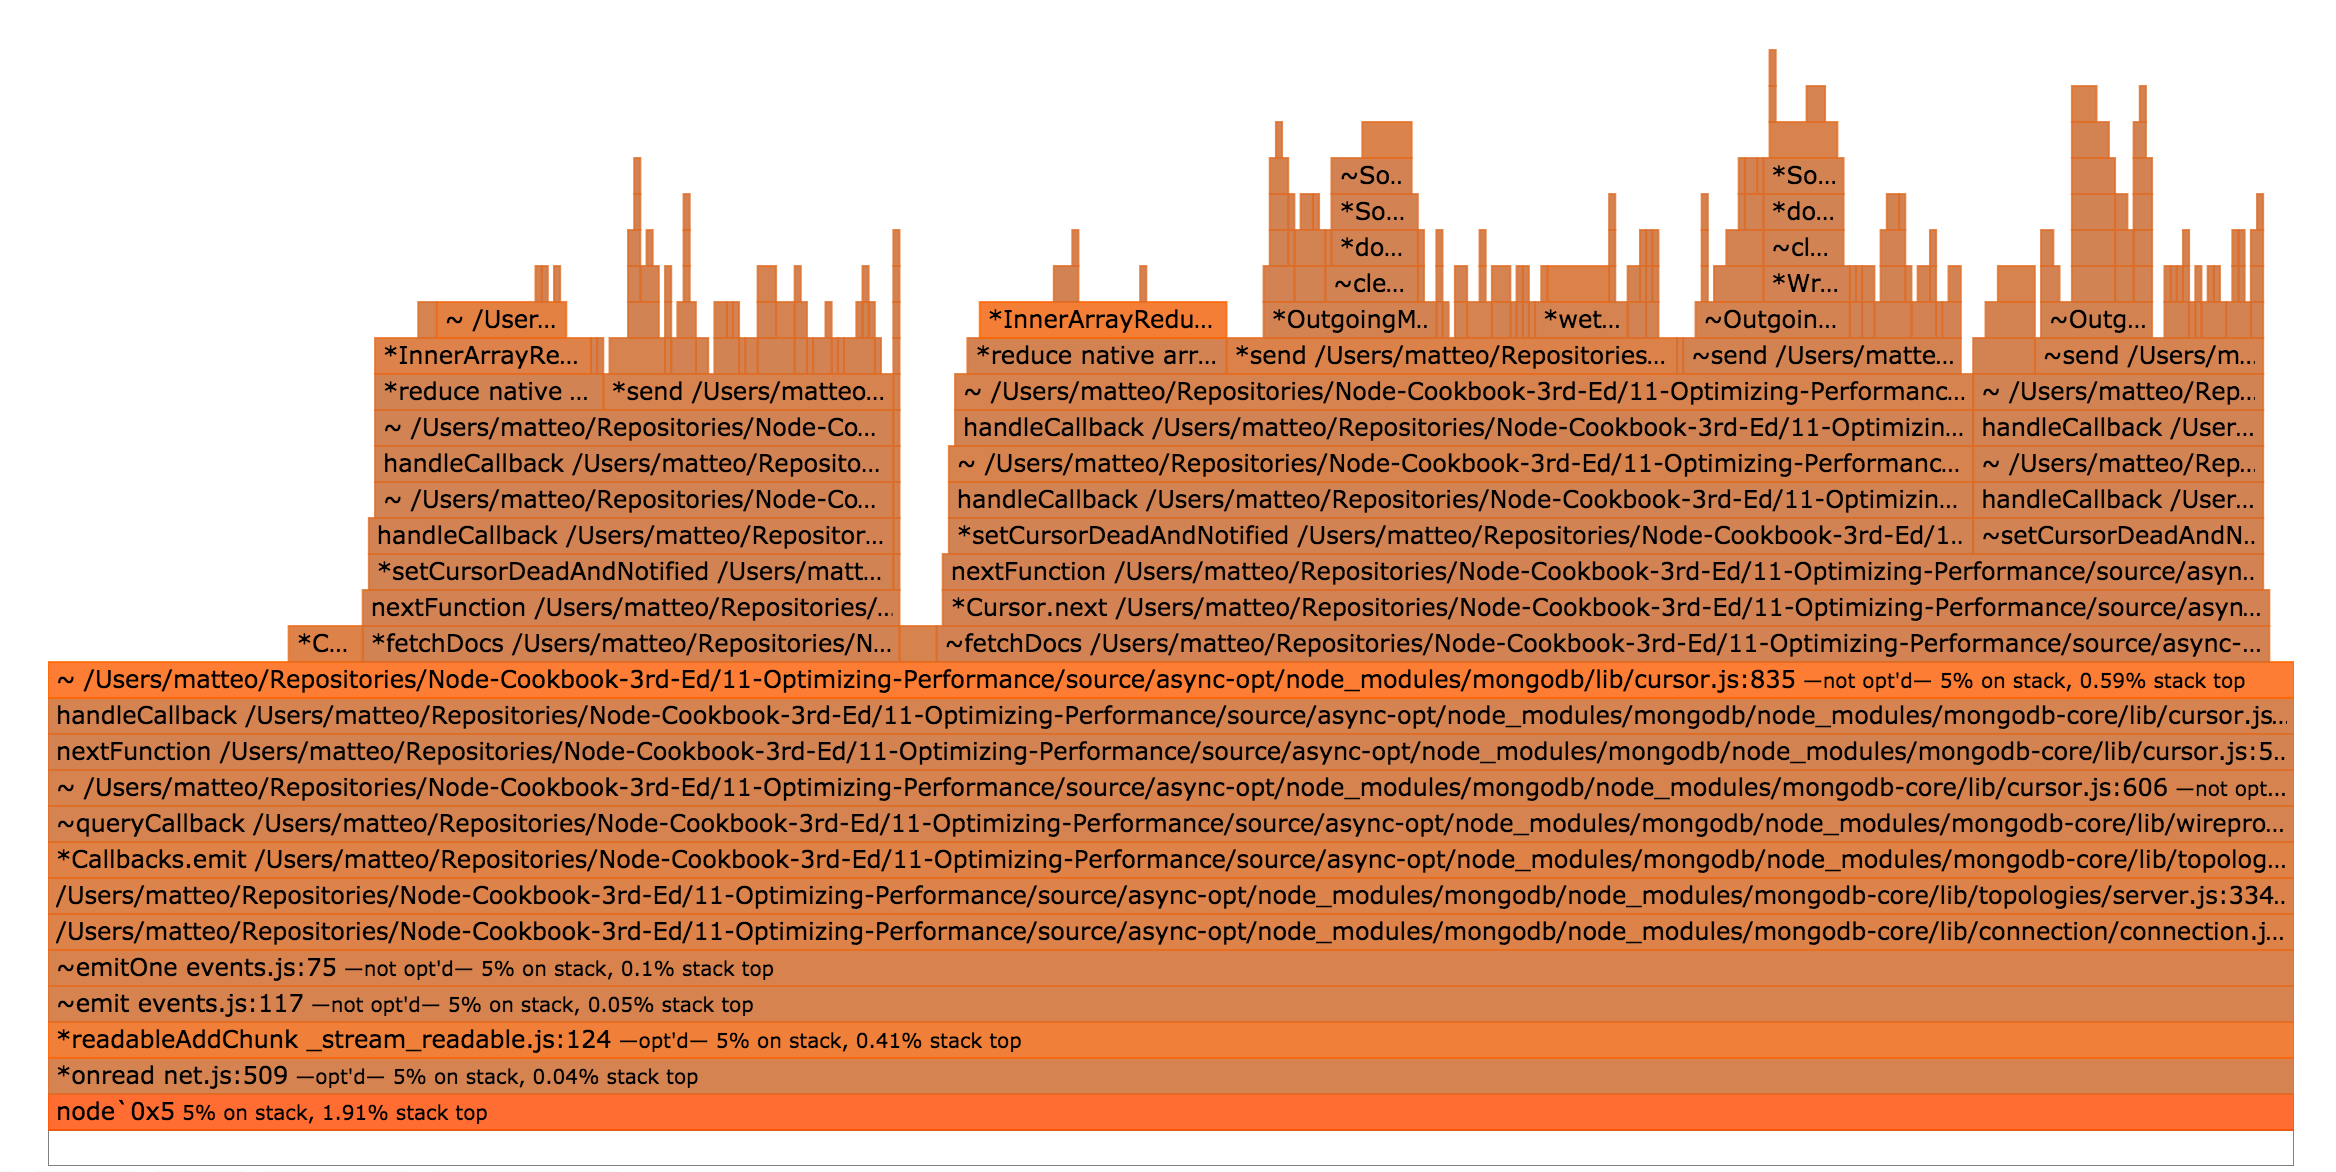 ~So.. *So...
*So... *do...
*do... ~cl...
~cle... *Wr...
~ /User... *InnerArrayRedu... *OutgoingM.. *wet... ~Outgoin... ~Outg...
*InnerArrayRe... *reduce native arr... *send /Users/matteo/Repositories... ~send /Users/matte... ~send /Users/m...
*reduce native ... *send /Users/matteo... ~ /Users/matteo/Repositories/Node-Cookbook-3rd-Ed/11-Optimizing-Performanc... ~ /Users/matteo/Rep...
~ /Users/matteo/Repositories/Node-Co... handleCallback /Users/matteo/Repositories/Node-Cookbook-3rd-Ed/11-Optimizin... handleCallback /User...
handleCallback /Users/matteo/Reposito... ~ /Users/matteo/Repositories/Node-Cookbook-3rd-Ed/11-Optimizing-Performanc... ~ /Users/matteo/Rep...
~ /Users/matteo/Repositories/Node-Co... handleCallback /Users/matteo/Repositories/Node-Cookbook-3rd-Ed/11-Optimizin... handleCallback /User...
handleCallback /Users/matteo/Repositor... *setCursorDeadAndNotified /Users/matteo/Repositories/Node-Cookbook-3rd-Ed/1.. ~setCursorDeadAndN..
*setCursorDeadAndNotified /Users/matt... nextFunction /Users/matteo/Repositories/Node-Cookbook-3rd-Ed/11-Optimizing-Performance/source/asyn..
nextFunction /Users/matteo/Repositories/... *Cursor.next /Users/matteo/Repositories/Node-Cookbook-3rd-Ed/11-Optimizing-Performance/source/asyn...
*C... *fetchDocs /Users/matteo/Repositories/N... ~fetchDocs /Users/matteo/Repositories/Node-Cookbook-3rd-Ed/11-Optimizing-Performance/source/async-...
~ /Users/matteo/Repositories/Node-Cookbook-3rd-Ed/11-Optimizing-Performance/source/async-opt/node_modules/mongodb/lib/cursor.js:835 —not opt'd— 5% on stack, 0.59% stack top
handleCallback /Users/matteo/Repositories/Node-Cookbook-3rd-Ed/11-Optimizing-Performance/source/async-opt/node_modules/mongodb/node_modules/mongodb-core/lib/cursor.js...
nextFunction /Users/matteo/Repositories/Node-Cookbook-3rd-Ed/11-Optimizing-Performance/source/async-opt/node_modules/mongodb/node_modules/mongodb-core/lib/cursor.js:5..
~ /Users/matteo/Repositories/Node-Cookbook-3rd-Ed/11-Optimizing-Performance/source/async-opt/node_modules/mongodb/node_modules/mongodb-core/lib/cursor.js:606 —not opt...
~queryCallback /Users/matteo/Repositories/Node-Cookbook-3rd-Ed/11-Optimizing-Performance/source/async-opt/node_modules/mongodb/node_modules/mongodb-core/lib/wirepro...
*Callbacks.emit /Users/matteo/Repositories/Node-Cookbook-3rd-Ed/11-Optimizing-Performance/source/async-opt/node_modules/mongodb/node_modules/mongodb-core/lib/topolog...
/Users/matteo/Repositories/Node-Cookbook-3rd-Ed/11-Optimizing-Performance/source/async-opt/node_modules/mongodb/node_modules/mongodb-core/lib/topologies/server.js:334..
/Users/matteo/Repositories/Node-Cookbook-3rd-Ed/11-Optimizing-Performance/source/async-opt/node_modules/mongodb/node_modules/mongodb-core/lib/connection/connection.j...
~emitOne events.js:75 —not opt'd— 5% on stack, 0.1% stack top
~emit events.js:117 —not opt'd— 5% on stack, 0.05% stack top
*readableAddChunk _stream_readable.js:124 —opt'd— 5% on stack, 0.41% stack top
*onread net.js:509 —opt'd— 5% on stack, 0.04% stack top
node`0x5 5% on stack, 1.91% stack top